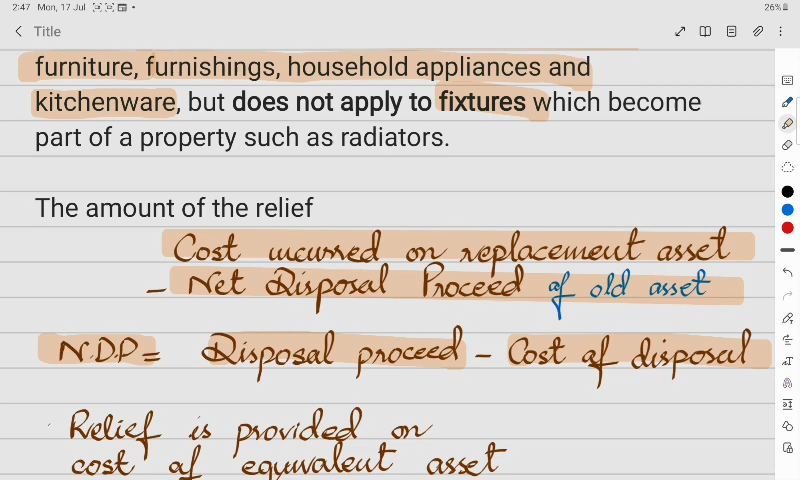 2:47 Mon, 17 Jul
26%
Title
furniture, furnishings, household appliances and
kitchenware, but does not apply to fixtures which become
part of a property such as radiators.
The amount of the relief
Cost incurred on replacement asset
- Net Disposal Proceed of old asset
N.D.P = Disposal proceed - Cost of disposal
Relief is provided on
cost of equivalent asset